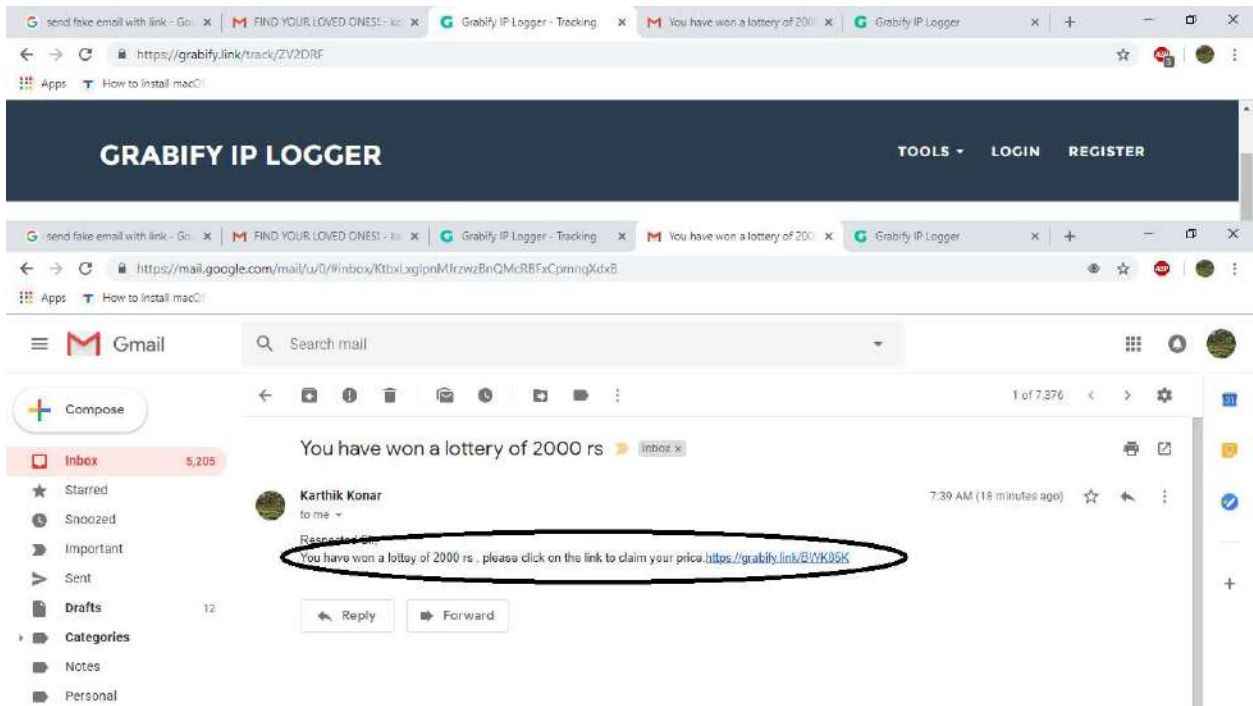 send fake email with link - Go
FIND YOUR LOVED ONES! - ka
Grabify IP Logger - Tracking
You have won a lottery of 200
Grabify IP Logger
https://grabify.link/track/ZV2DRF
Apps
How to Install macO
GRABIFY IP LOGGER
TOOLS
LOGIN
REGISTER
send fake email with link - Go
FIND YOUR LOVED ONES! - ka
Grabify IP Logger - Tracking
You have won a lottery of 200
Grabify IP Logger
https://mail.google.com/mail/u/0/#inbox/
Apps
How to Install macO
Gmail
Search mail
Compose
1 of 7,376
31
You have won a lottery of 2000 rs
Inbox x
Inbox 5,205
Starred
Karthik Konar
7:39 AM (18 minutes ago)
to me
Snoozed
Respected
You have won a lottey of 2000 rs , please click on the link to claim your price.https://grabify.link/BWK85K
Important
Sent
Drafts 12
Reply
Forward
Categories
Notes
Personal